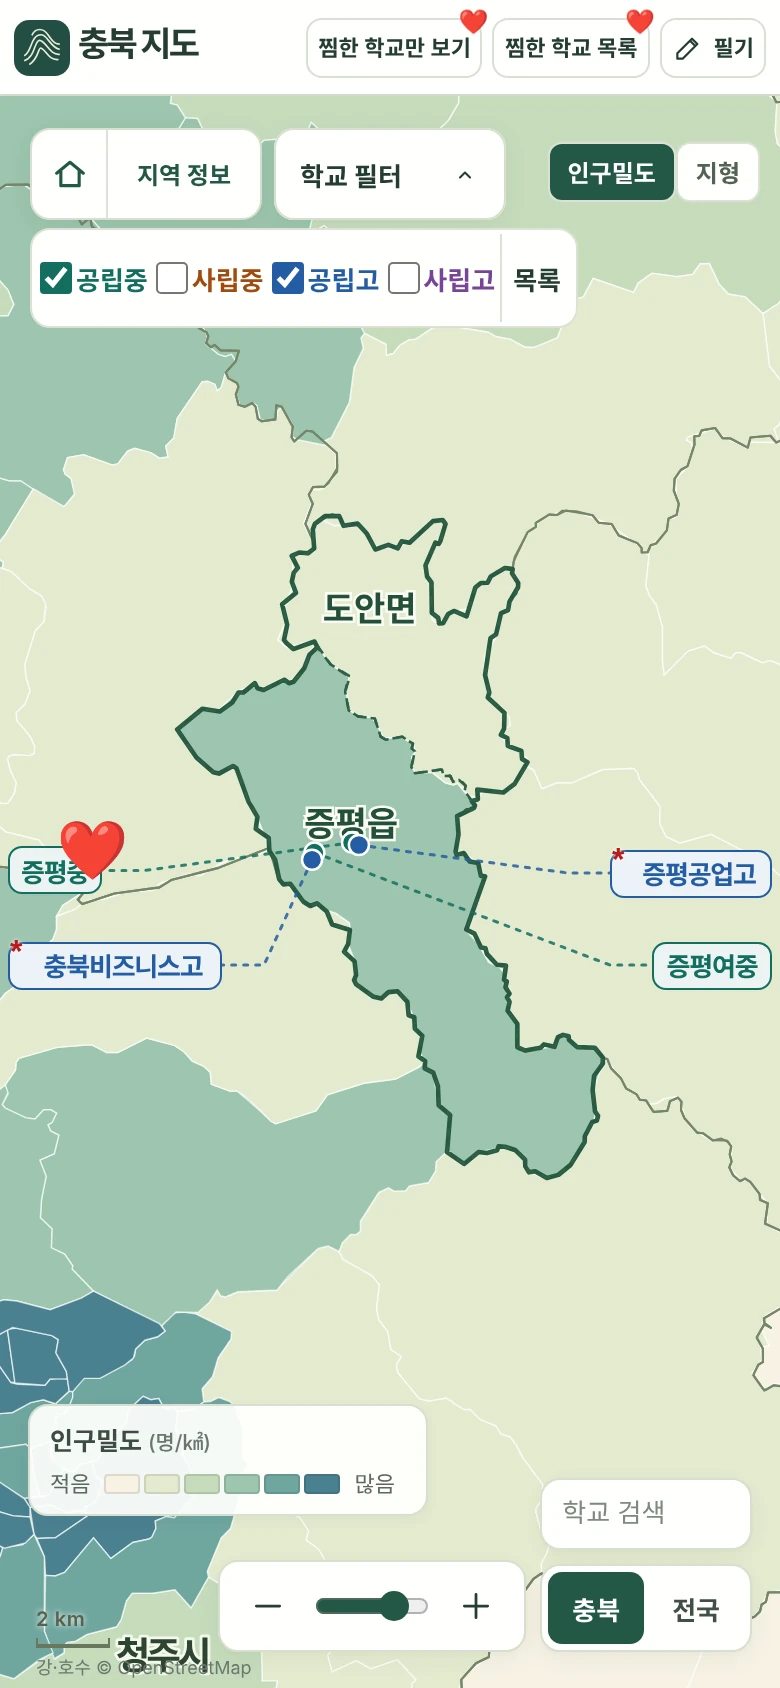 충북 지도
찜한 학교만 보기
찜한 학교 목록
필기
지역 정보
학교 필터
인구밀도
지형
공립중
사립중
공립고
사립고
목록
도안면
증평읍
증평중
* 증평공업고
* 충북비즈니스고
증평여중
인구밀도 (명/㎢)
적음
많음
학교 검색
충북
전국
2 km
청주시
강·호수 © OpenStreetMap